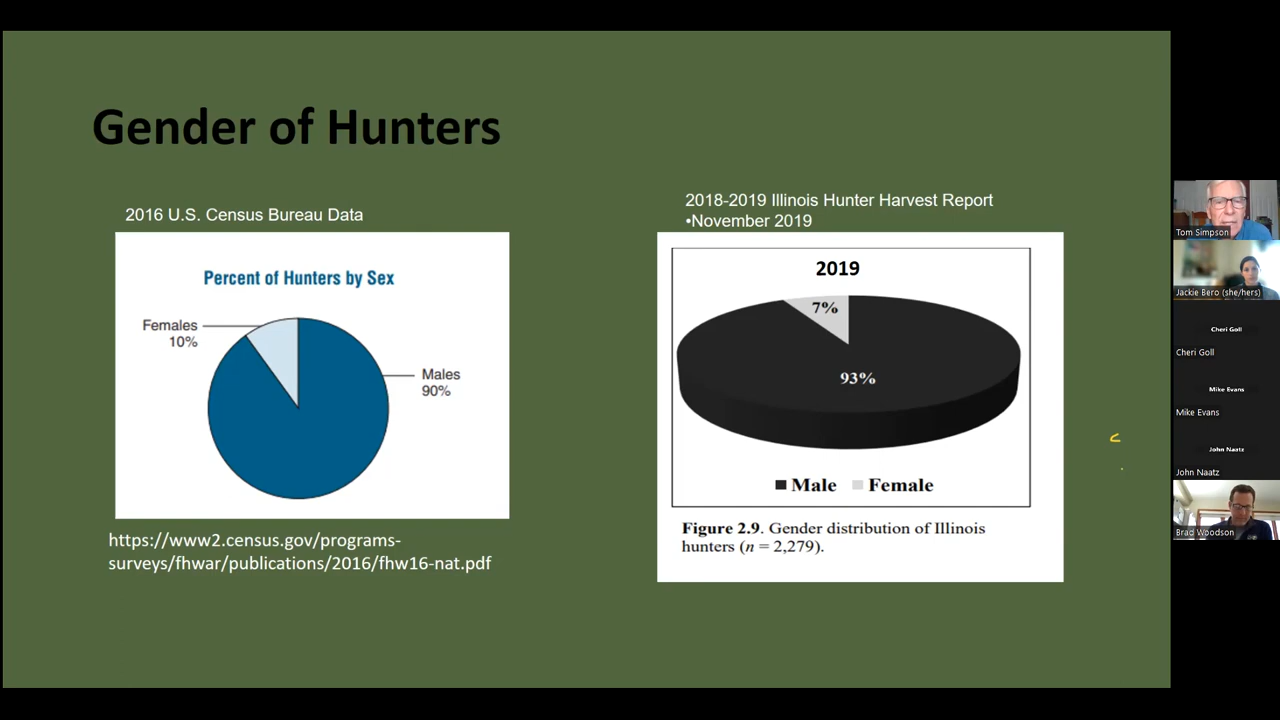 Gender of Hunters
2016 U.S. Census Bureau Data
Percent of Hunters by Sex
Females
10%
Males
90%
https://www2.census.gov/programs-
surveys/fhwar/publications/2016/fhw16-nat.pdf
2018-2019 Illinois Hunter Harvest Report
•November 2019
2019
7%
93%
Male Female
Figure 2.9. Gender distribution of Illinois
hunters (n = 2,279).
Tom Simpson
Jackie Bero (she/hers)
Cheri Goll
Cheri Goll
Mike Evans
Mike Evans
John Naatz
John Naatz
Brad Woodson